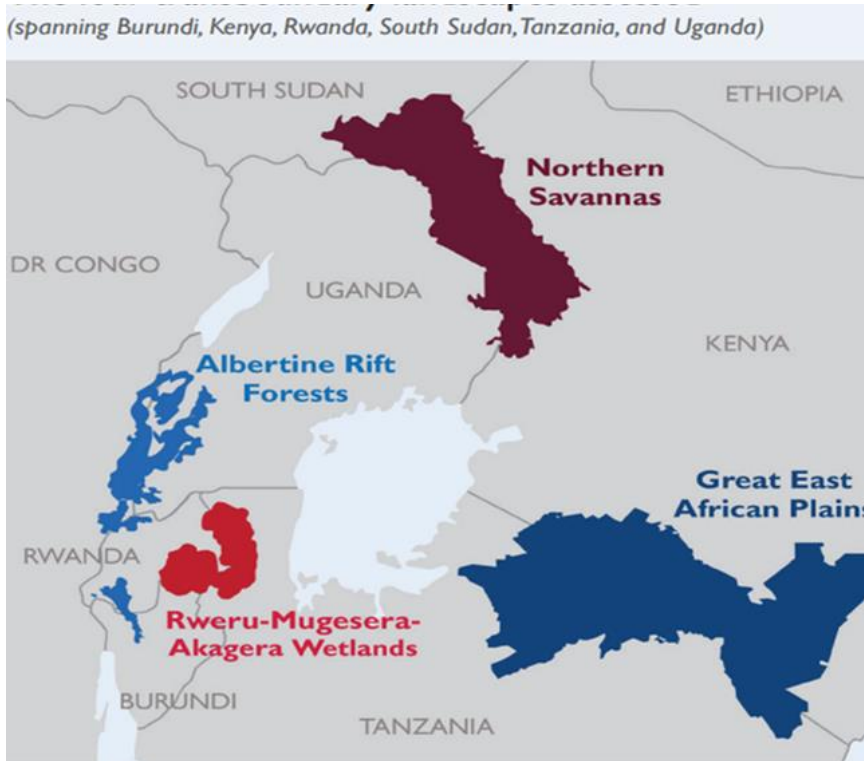 (spanning Burundi, Kenya, Rwanda, South Sudan, Tanzania, and Uganda)
SOUTH SUDAN
ETHIOPIA
Northern
Savannas
DR CONGO
UGANDA
KENYA
Albertine Rift
Forests
Great East
African Plains
RWANDA
Rweru-Mugesera-
Akagera Wetlands
BURUNDI
TANZANIA